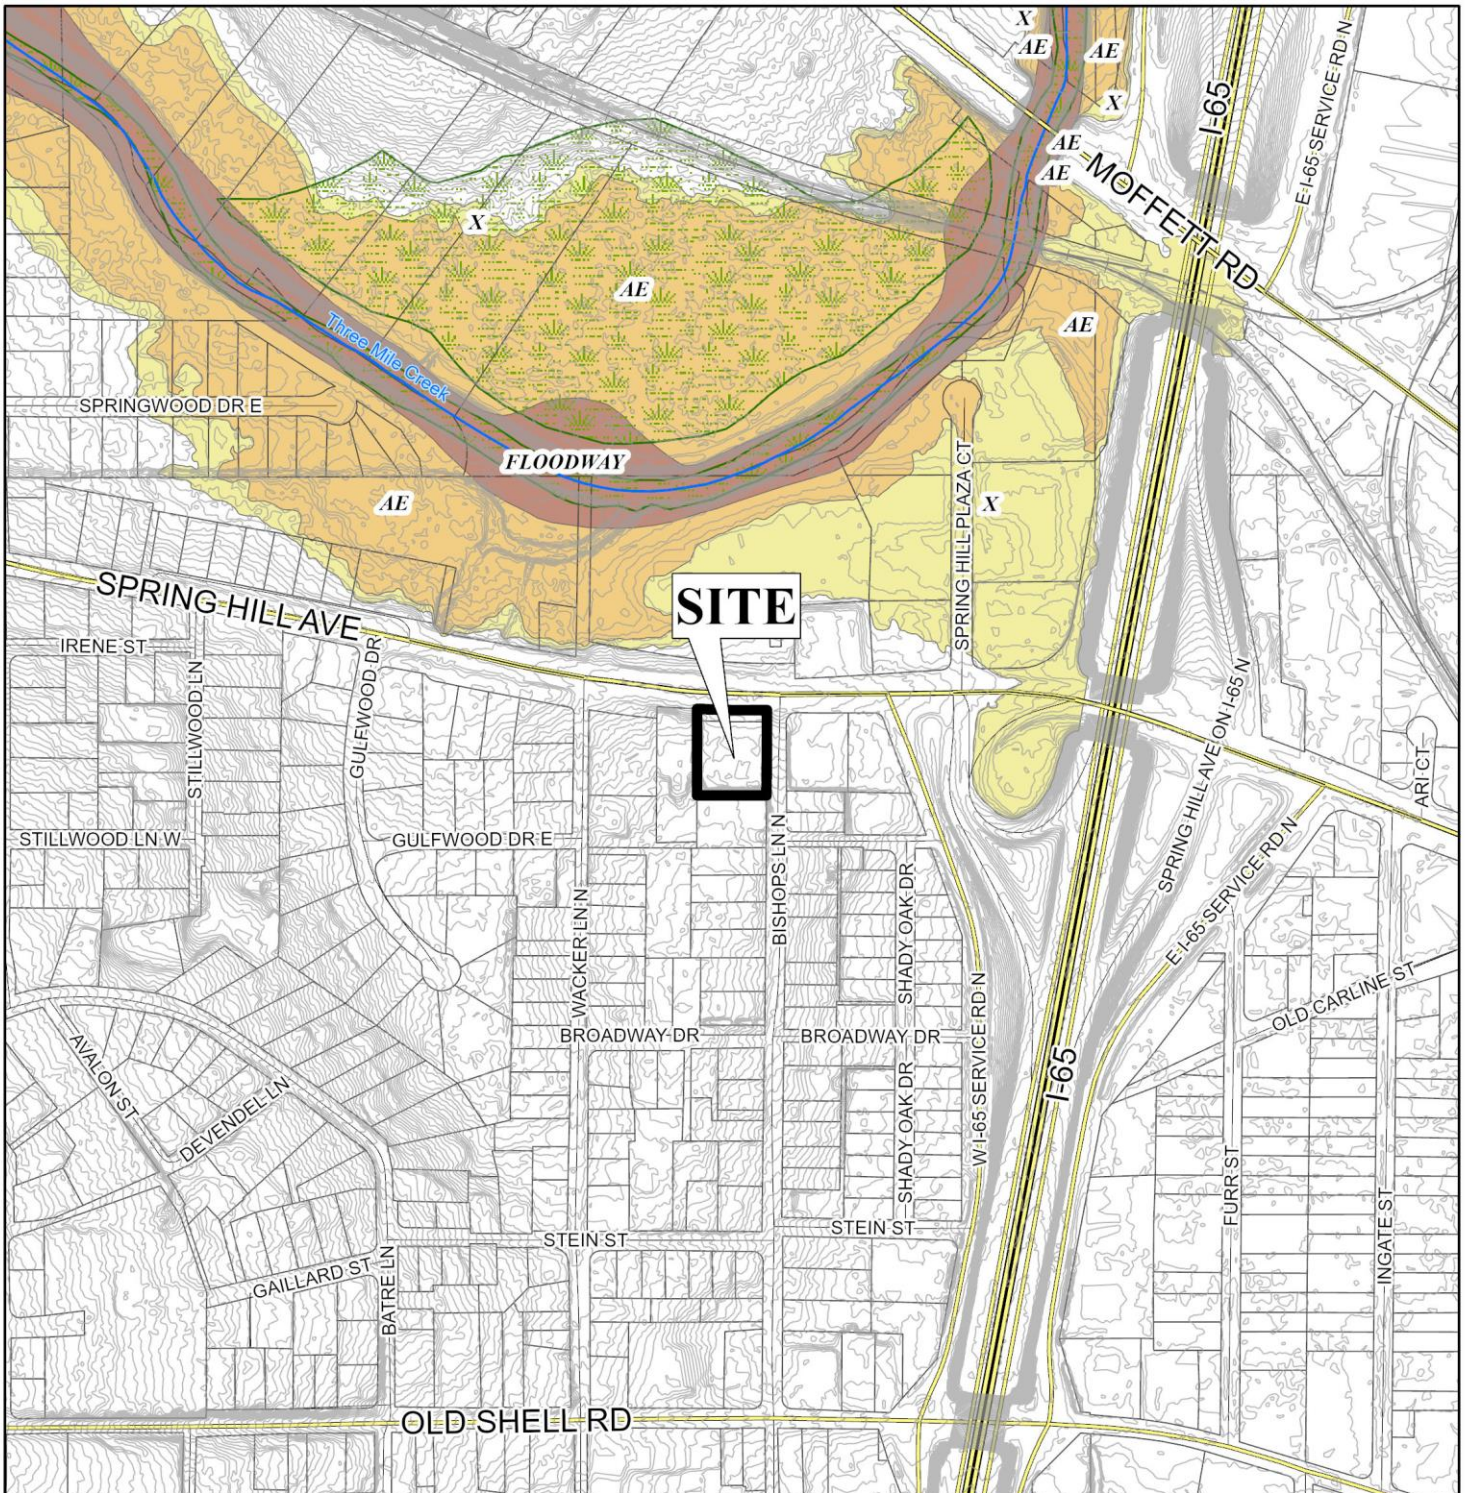 X
AE
AE
X
I-65
E I-65 SERVICE RD N
AE
AE
MOFFETT RD
X
AE
AE
Three Mile Creek
SPRINGWOOD DR E
FLOODWAY
AE
X
SPRING HILL PLAZA CT
SITE
SPRING HILL AVE
IRENE ST
STILLWOOD LN
GULFWOOD DR
SPRING HILL AVE ON I-65 N
ARI CT
STILLWOOD LN W
GULFWOOD DR E
BISHOPS LN N
E I-65 SERVICE RD N
WACKER LN N
SHADY OAK DR
W I-65 SERVICE RD N
OLD CARLINE ST
BROADWAY DR
BROADWAY DR
AVALON ST
DEVENDEL LN
I-65
SHADY OAK DR
FURR ST
INGATE ST
STEIN ST
STEIN ST
GAILLARD ST
BATRE LN
OLD SHELL RD